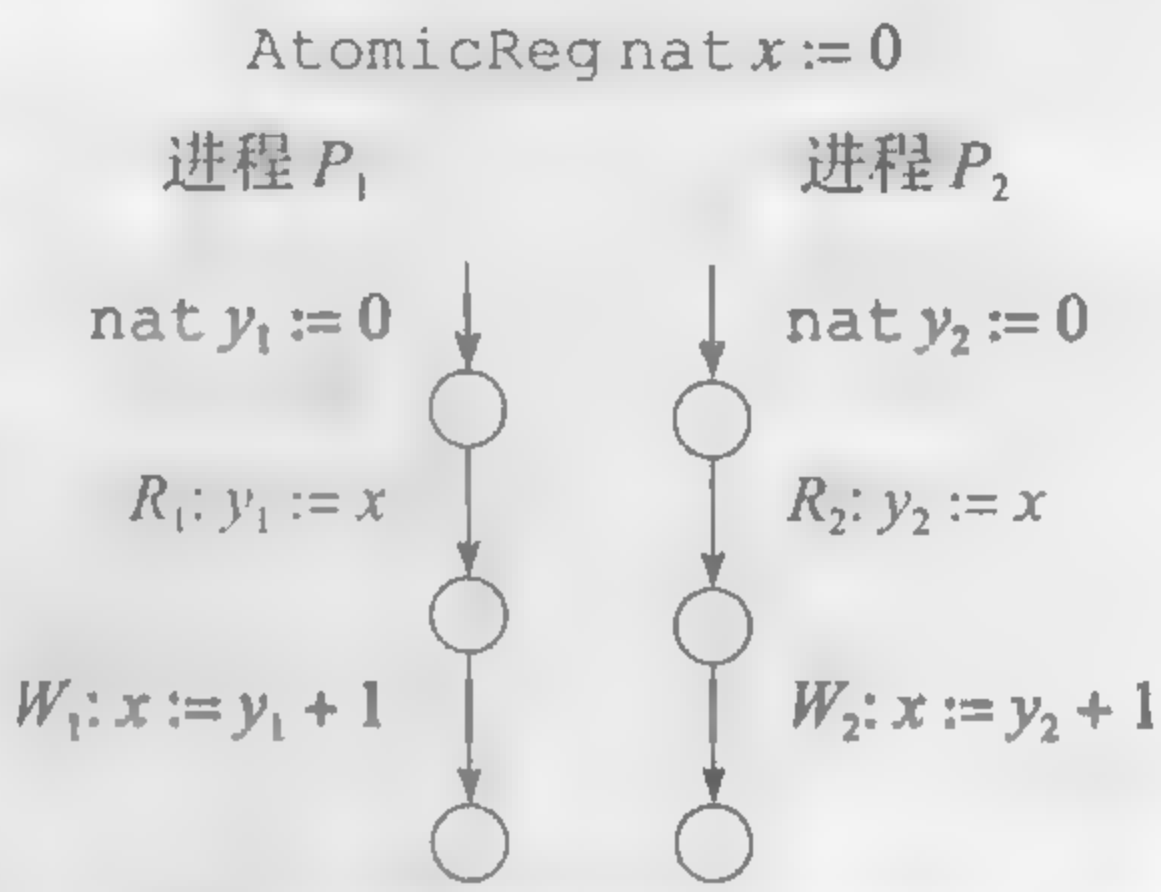 AtomicReg nat x := 0
进程 P₁ 进程 P₂
nat y₁ := 0 nat y₂ := 0
R₁: y₁ := x R₂: y₂ := x
W₁: x := y₁ + 1 W₂: x := y₂ + 1